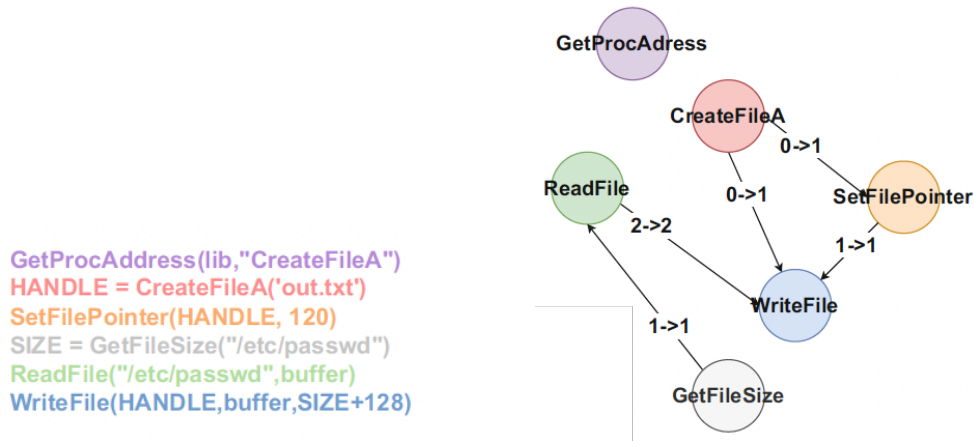 GetProcAddress(lib,"CreateFileA")
HANDLE = CreateFileA('out.txt')
SetFilePointer(HANDLE, 120)
SIZE = GetFileSize("/etc/passwd")
ReadFile("/etc/passwd",buffer)
WriteFile(HANDLE,buffer,SIZE+128)
GetProcAdress
CreateFileA
0->1
ReadFile
SetFilePointer
0->1
2->2
1->1
WriteFile
1->1
GetFileSize